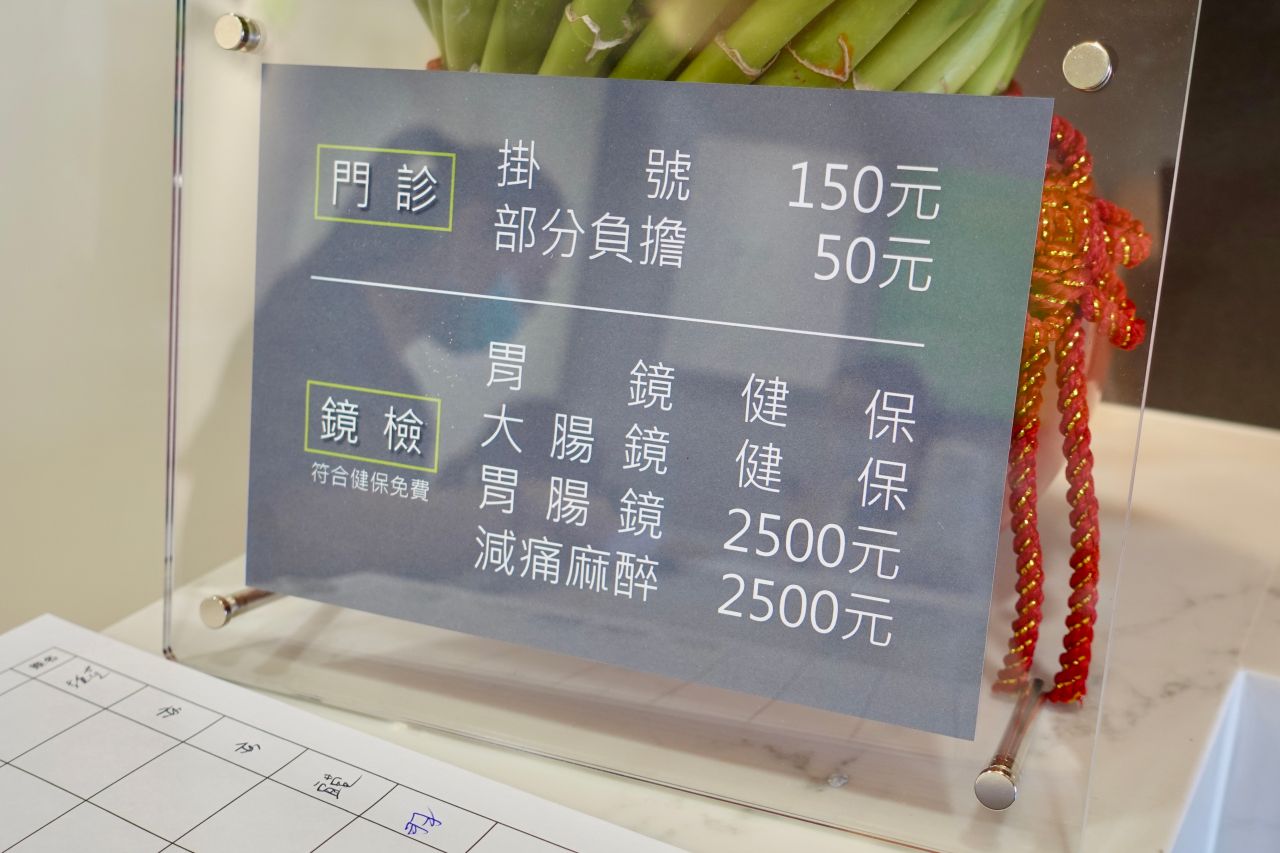 門診
掛號 150元
部分負擔 50元
鏡檢
符合健保免費
胃鏡 健保
大腸鏡 健保
胃腸鏡 2500元
減痛麻醉 2500元
姓名